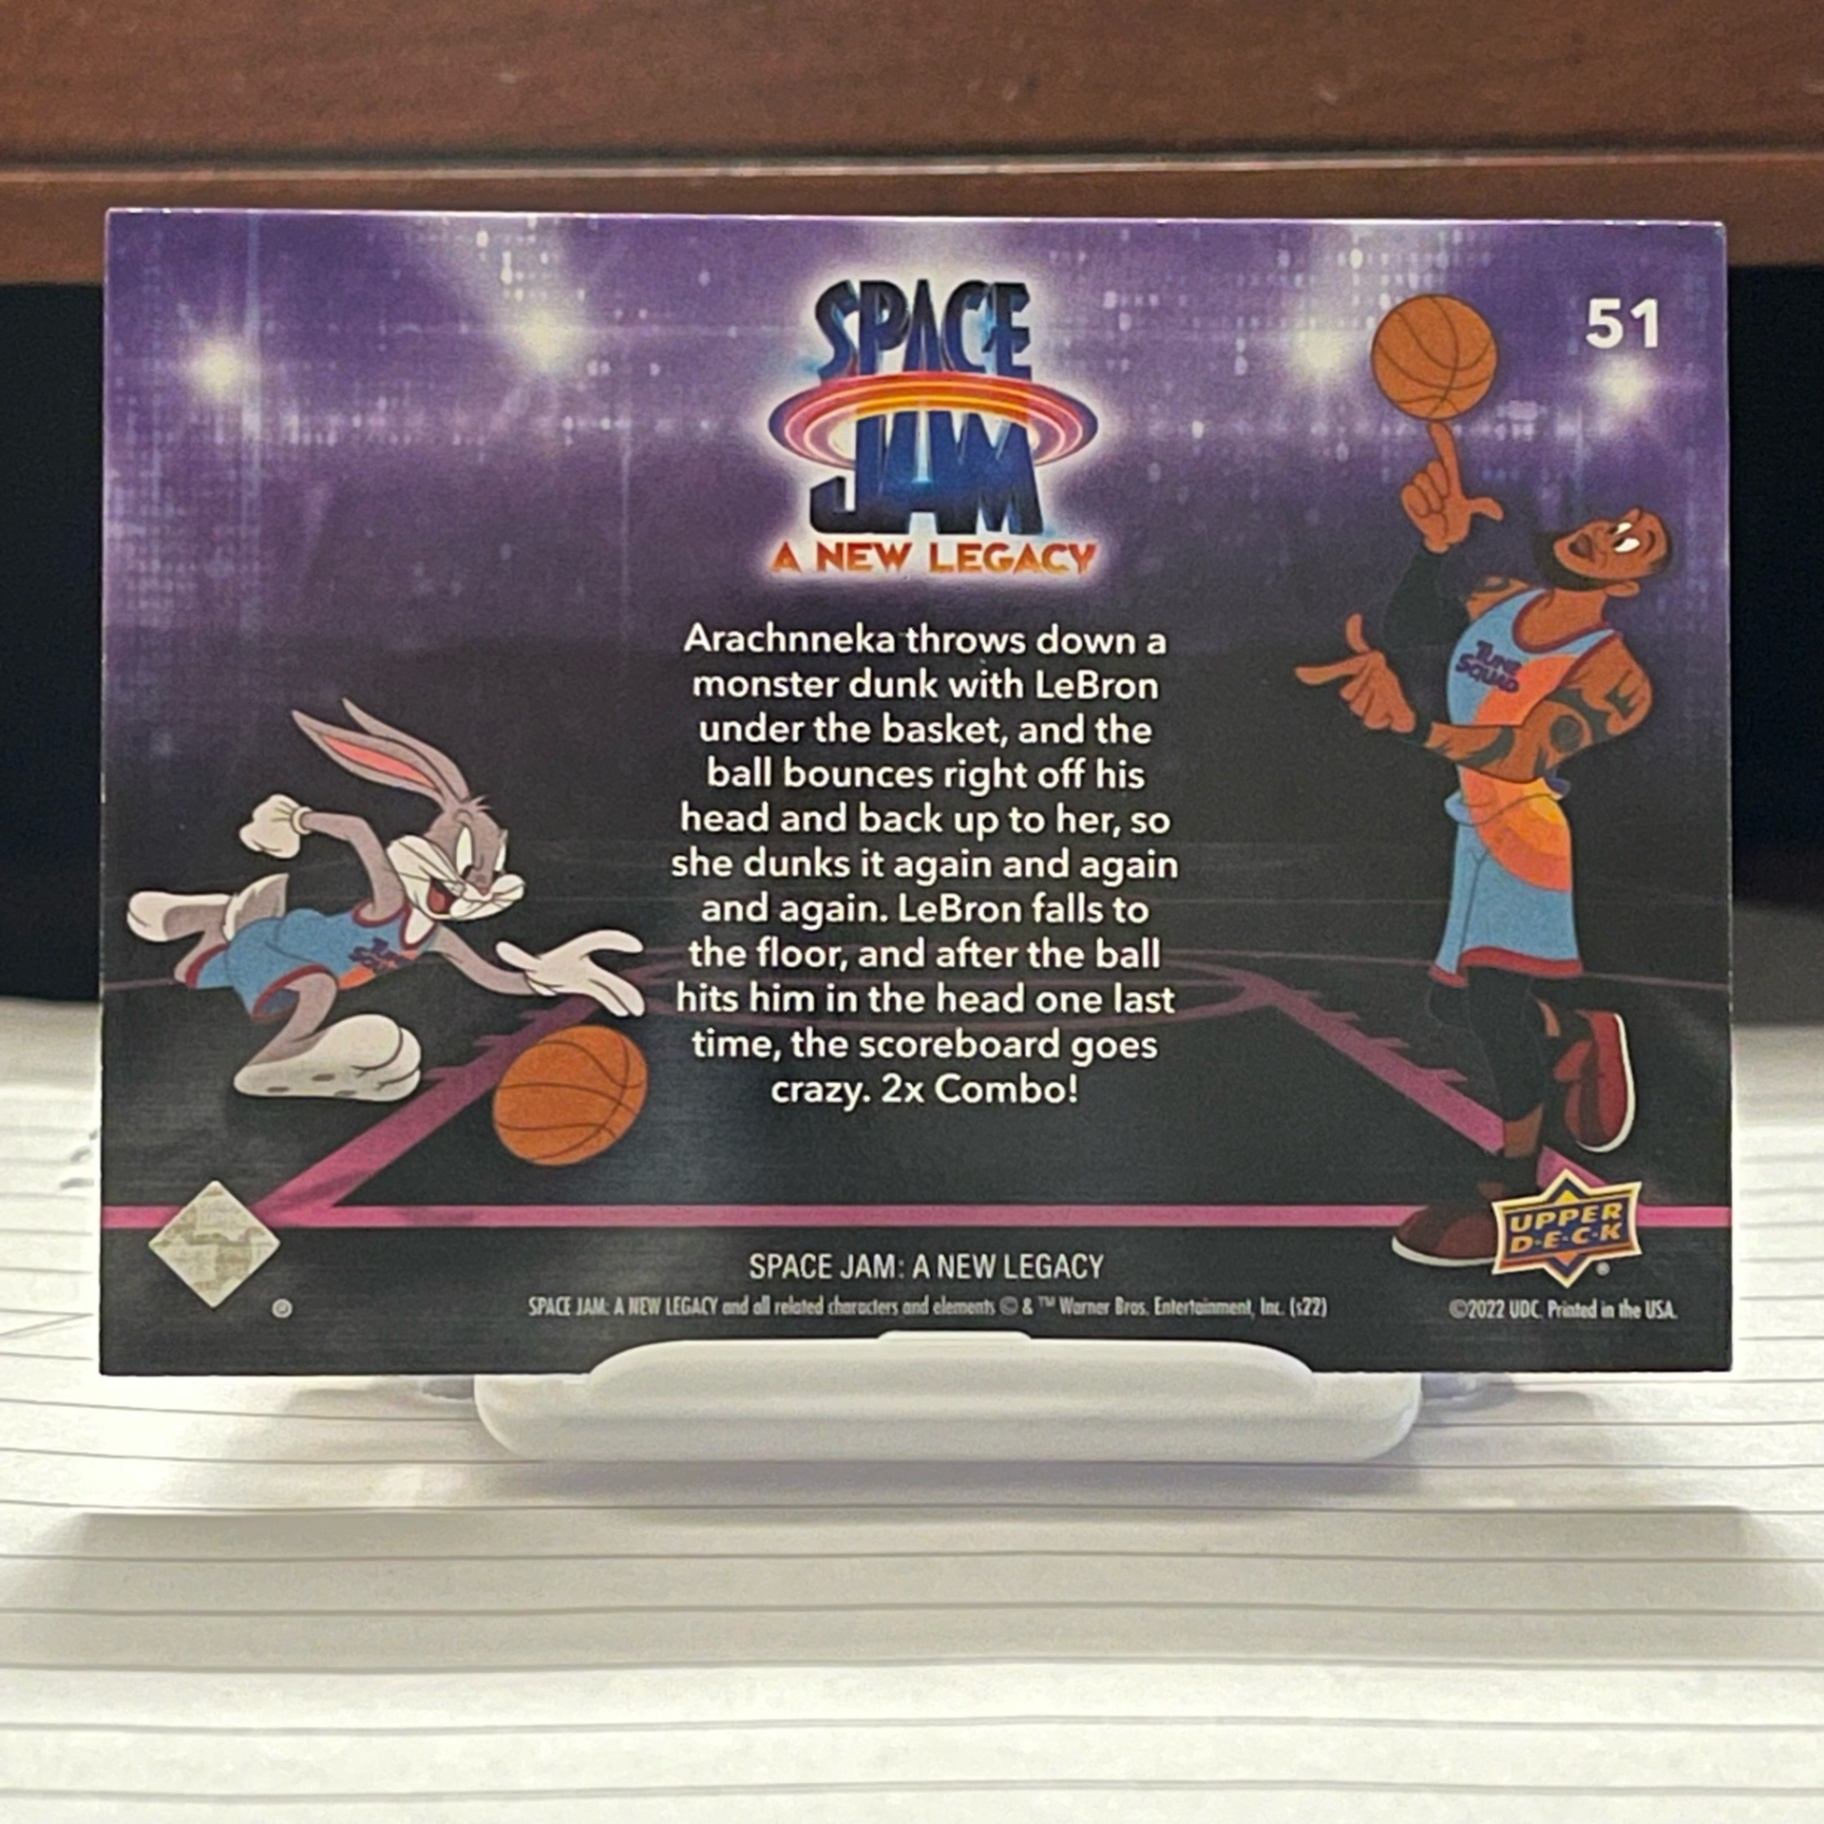 51
SPACE
JAM
A NEW LEGACY
Arachnneka throws down a
monster dunk with LeBron
under the basket, and the
ball bounces right off his
head and back up to her, so
she dunks it again and again
and again. LeBron falls to
the floor, and after the ball
hits him in the head one last
time, the scoreboard goes
crazy. 2x Combo!
TUNE
SQUAD
UPPER
D·E·C·K
®
SPACE JAM: A NEW LEGACY
®
SPACE JAM: A NEW LEGACY and all related characters and elements © & ™ Warner Bros. Entertainment, Inc. (s22)
©2022 UDC. Printed in the USA.